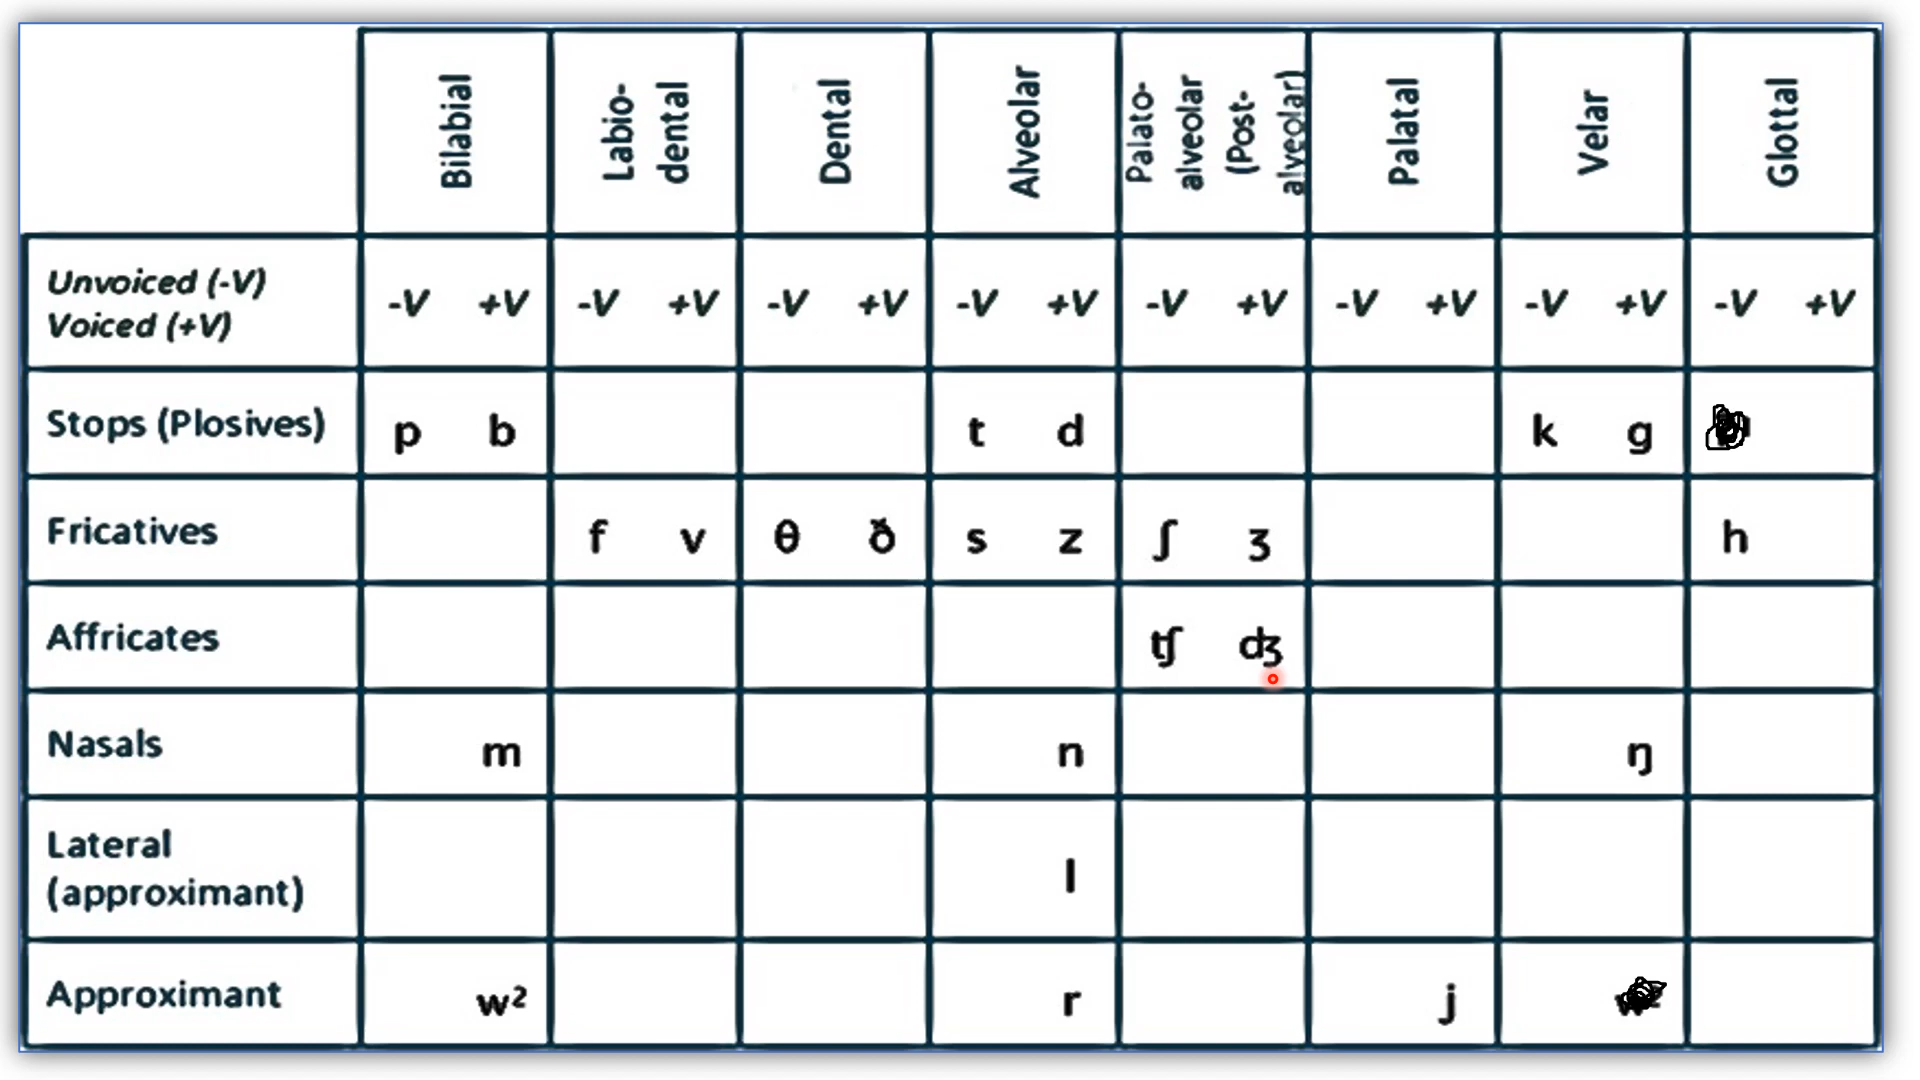 Bilabial
Labio-
dental
Dental
Alveolar
Palato-
alveolar
(Post-
alveolar)
Palatal
Velar
Glottal
Unvoiced (-V)
Voiced (+V)
-V +V -V +V -V +V -V +V -V +V -V +V -V +V -V +V
Stops (Plosives) p b t d k g
Fricatives f v θ ð s z ʃ ʒ h
Affricates ʧ ʤ
Nasals m n ŋ
Lateral
(approximant)
l
Approximant w² r j